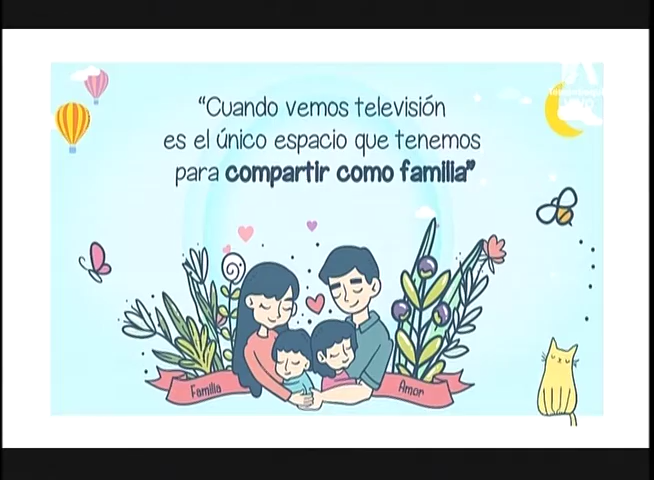 “Cuando vemos televisión
es el único espacio que tenemos
para compartir como familia”
Familia
Amor